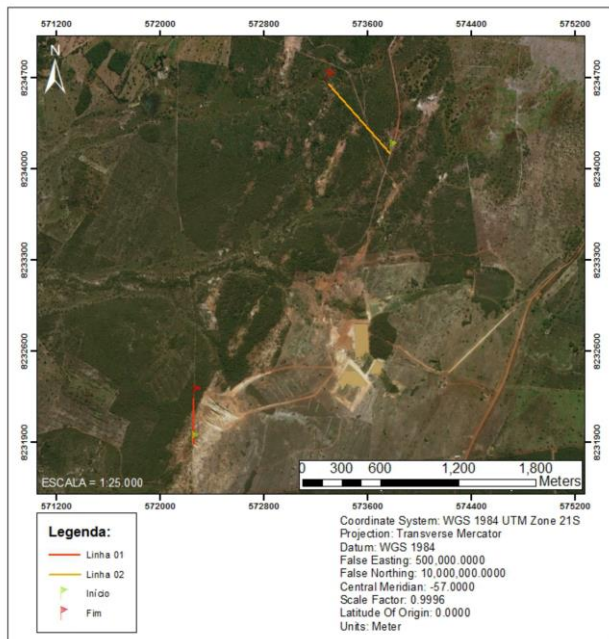 571200 572000 572800 573600 574400 575200
N
8234700 8234700
8234000 8234000
8233300 8233300
8232600 8232600
8231900 8231900
ESCALA = 1:25.000
0 300 600 1,200 1,800
Meters
571200 572000 572800 573600 574400 575200
Legenda:
Linha 01
Linha 02
Início
Fim
Coordinate System: WGS 1984 UTM Zone 21S
Projection: Transverse Mercator
Datum: WGS 1984
False Easting: 500,000.0000
False Northing: 10,000,000.0000
Central Meridian: -57.0000
Scale Factor: 0.9996
Latitude Of Origin: 0.0000
Units: Meter